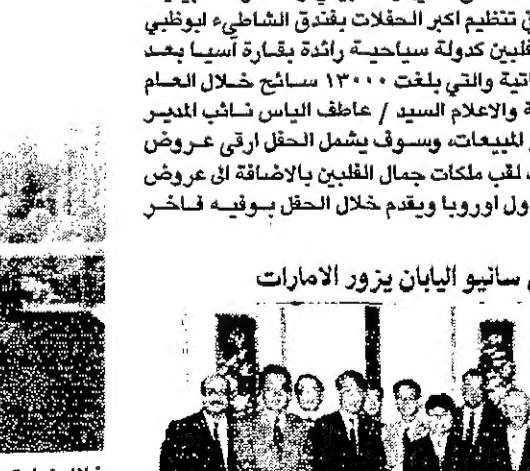 تنظيم اكبر الحفلات بفندق الشاطىء ابوظبي
كدولة سياحية رائدة بقارة آسيا بعد
والتي بلغت ١٣٠٠٠ سائح خلال العام
والاعلام السيد / عاطف الياس نائب المدير
المبيعات، وسوف يشمل الحفل ارقى عروض
لقب ملكات جمال الفلبين بالاضافة الى عروض
اوروبا ويقدم خلال الحفل بوفيه فاخر
سانيو اليابان يزور الامارات